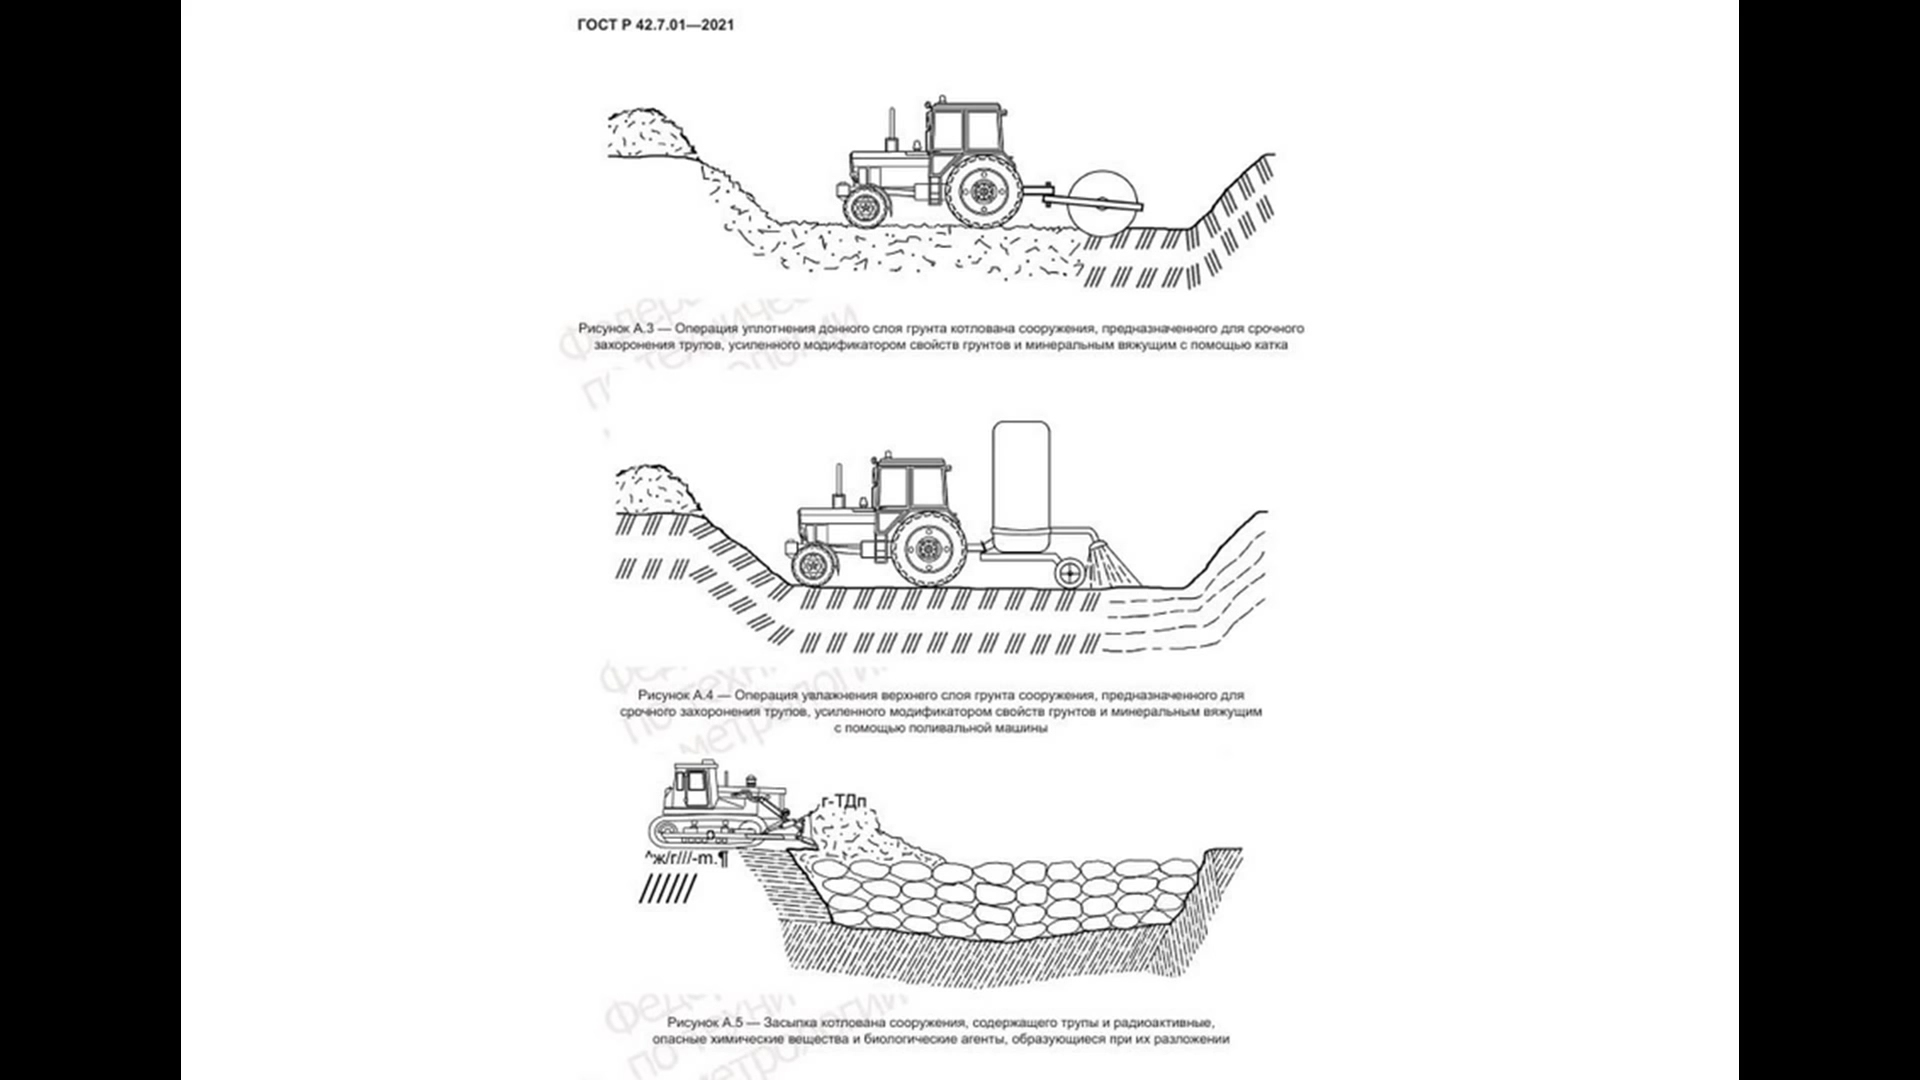 ГОСТ Р 42.7.01—2021
Рисунок А.3 — Операция уплотнения донного слоя грунта котлована сооружения, предназначенного для срочного
захоронения трупов, усиленного модификатором свойств грунтов и минеральным вяжущим с помощью катка
Рисунок А.4 — Операция увлажнения верхнего слоя грунта сооружения, предназначенного для
срочного захоронения трупов, усиленного модификатором свойств грунтов и минеральным вяжущим
с помощью поливальной машины
г-ТДп
^ж/г///-m.¶
Рисунок А.5 — Засыпка котлована сооружения, содержащего трупы и радиоактивные,
опасные химические вещества и биологические агенты, образующиеся при их разложении